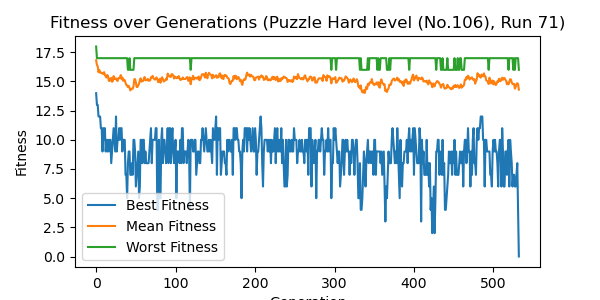 Fitness over Generations (Puzzle Hard level (No.106), Run 71)
Fitness
17.5
15.0
12.5
10.0
7.5
5.0
2.5
0.0
Best Fitness
Mean Fitness
Worst Fitness
0 100 200 300 400 500
Generation